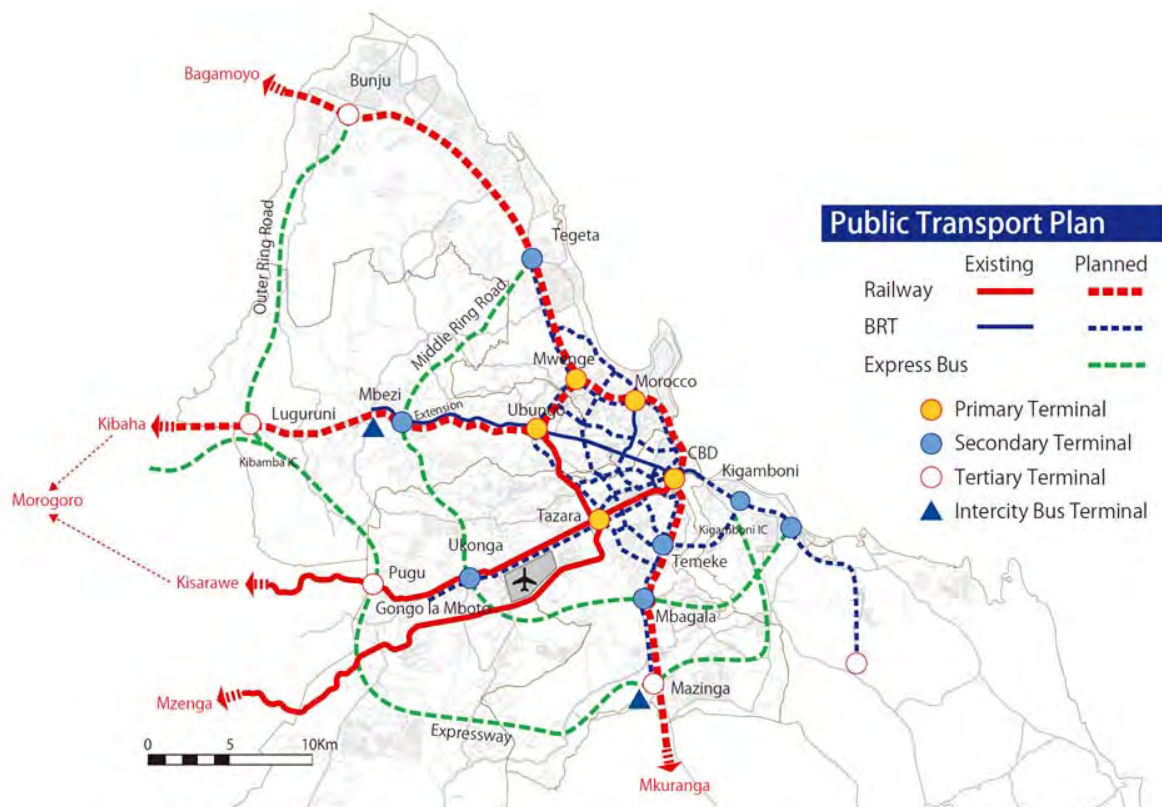 Bagamoyo
Bunju
Tegeta
Outer Ring Road
Middle Ring Road
Public Transport Plan
Existing Planned
Railway
BRT
Express Bus
Primary Terminal
Secondary Terminal
Tertiary Terminal
Intercity Bus Terminal
Mwenge
Morocco
Mbezi
Extension
Ubungo
Luguruni
Kibaha
Kibamba IC
CBD
Kigamboni
Morogoro
Kigamboni IC
Tazara
Ukonga
Temeke
Kisarawe
Pugu
Gongo la Mboto
Mbagala
Mzenga
Mazinga
Expressway
0 5 10Km
Mkuranga